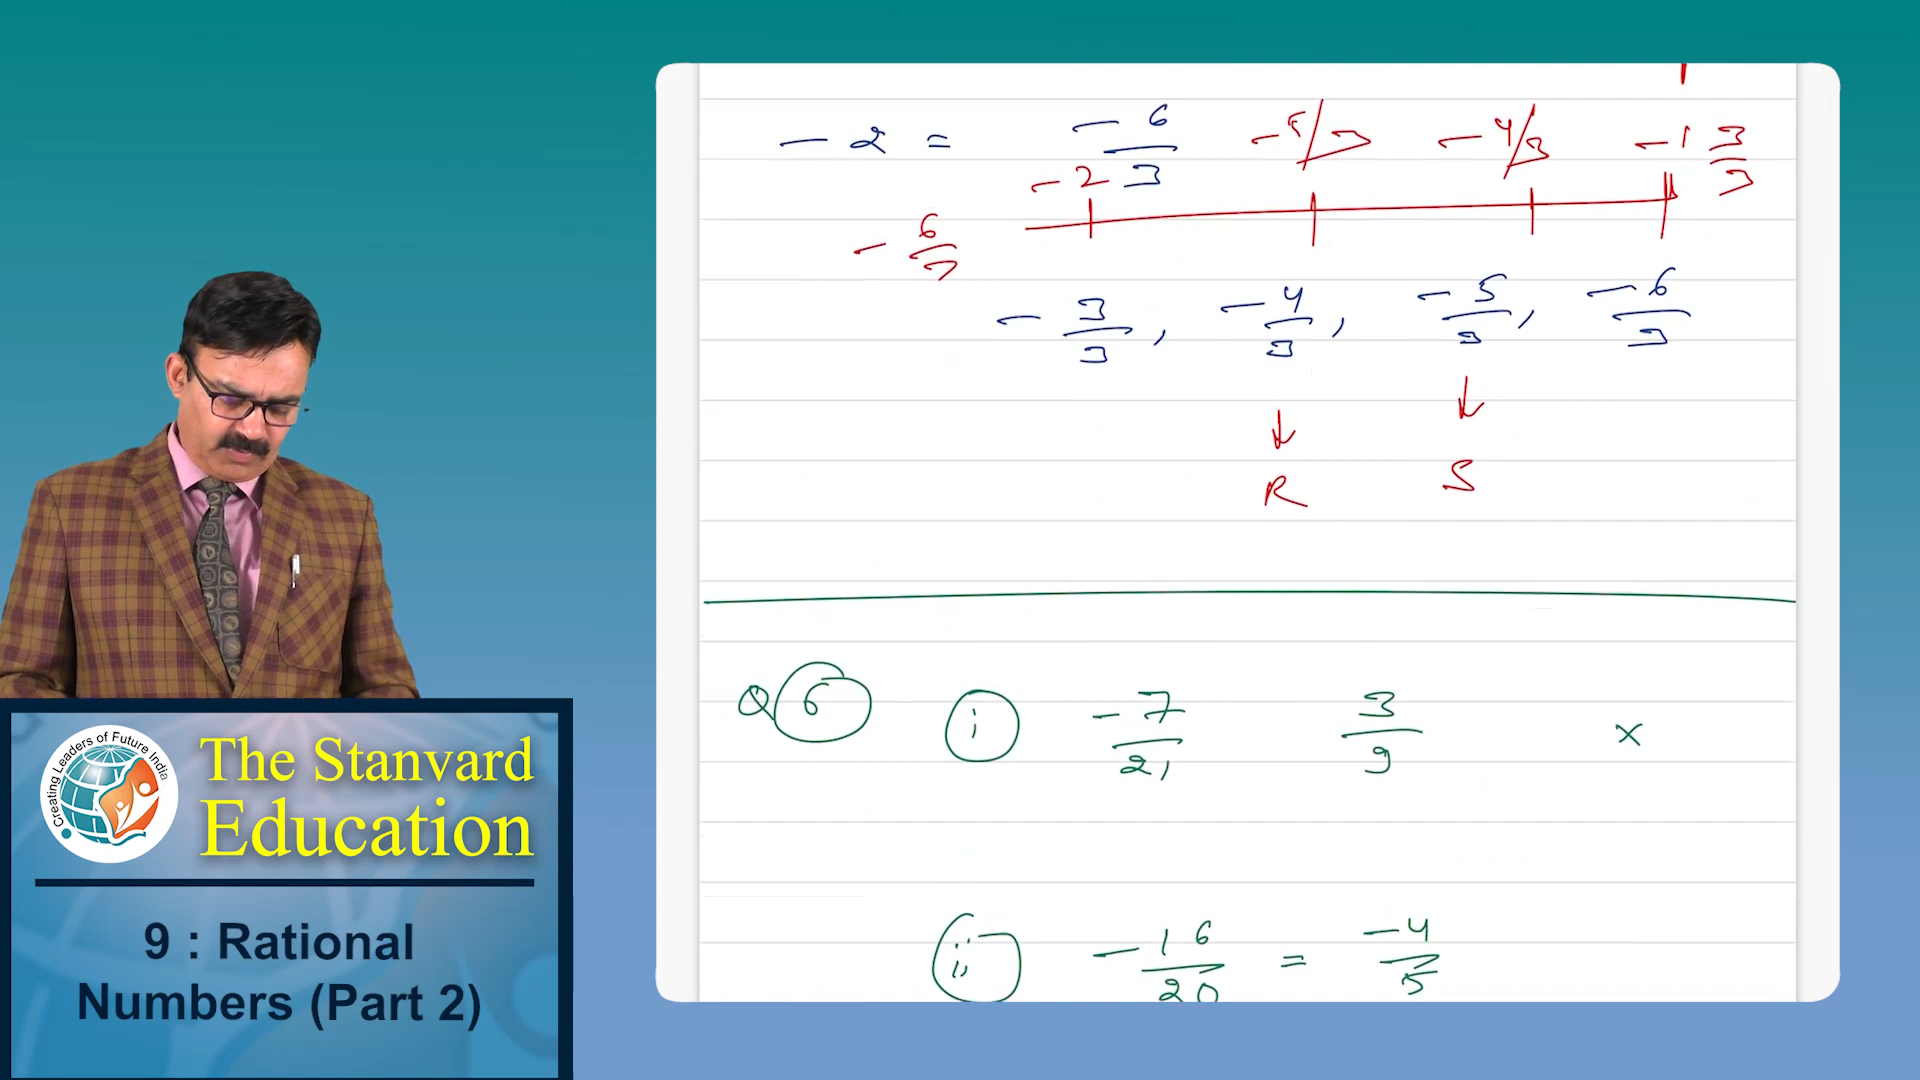 - 2 = - 6/3 - 5/3 - 4/3 - 1 3/3
- 2
- 6/3
- 3/3 , - 4/3 , - 5/3 , - 6/3
↓ ↓
R S
Q 6 i - 7/21 3/9 ×
ii - 16/20 = - 4/5
Creating Leaders of Future India
The Stanvard
Education
9 : Rational
Numbers (Part 2)